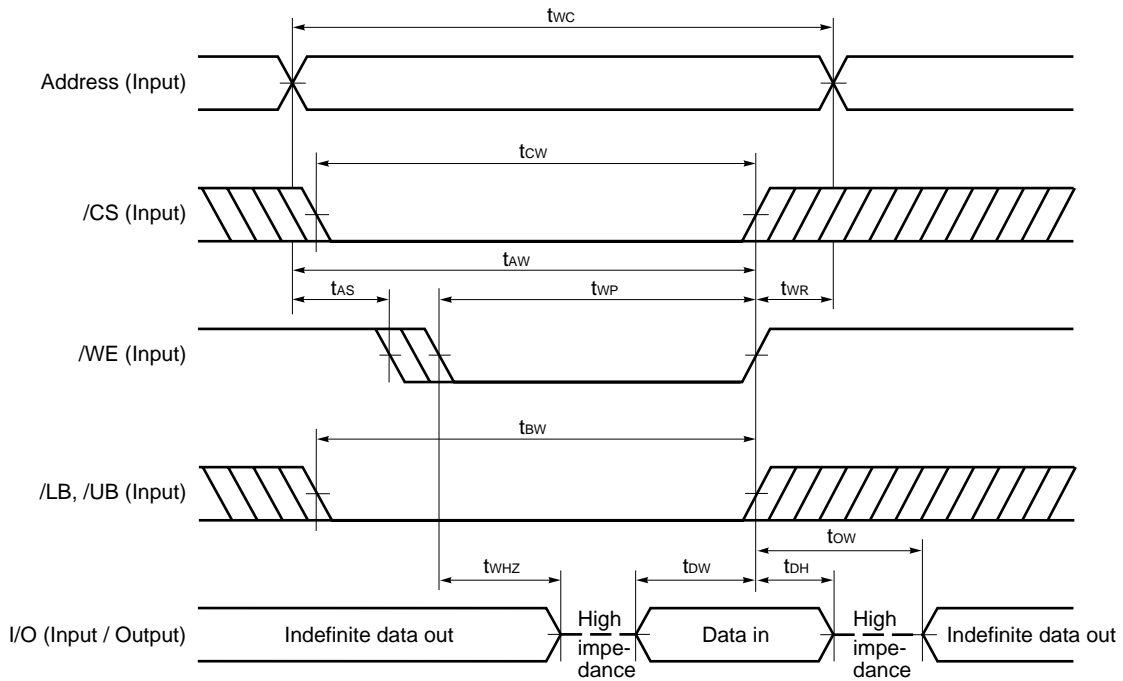 tWC
Address (Input)
tCW
/CS (Input)
tAW
tAS
tWP
tWR
/WE (Input)
tBW
/LB, /UB (Input)
tOW
tWHZ
tDW
tDH
I/O (Input / Output)
Indefinite data out
High
impe-
dance
Data in
High
impe-
dance
Indefinite data out